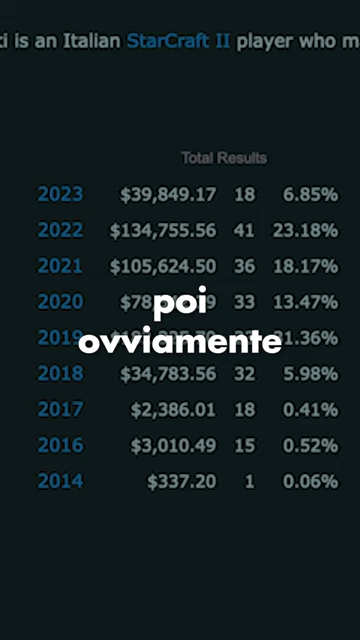 is an Italian StarCraft II player who
Total Results
2023 $39,849.17 18 6.85%
2022 $134,755.56 41 23.18%
2021 $105,624.50 36 18.17%
2020 33 13.47%
poi
2019
ovviamente
2018 $34,783.56 32 5.98%
2017 $2,386.01 18 0.41%
2016 $3,010.49 15 0.52%
2014 $337.20 1 0.06%